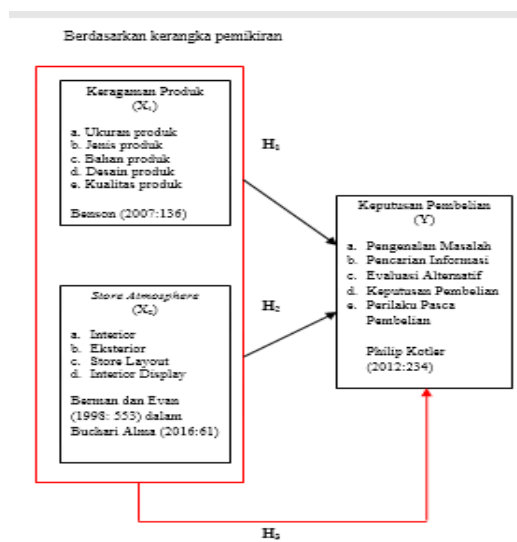 Berdasarkan kerangka pemikiran
Keragaman Produk
(X₁)
a. Ukuran produk
b. Jenis produk
c. Bahan produk
d. Desain produk
e. Kualitas produk
Benson (2007:136)
H₁
Store Atmosphere
(X₂)
a. Interior
b. Eksterior
c. Store Layout
d. Interior Display
Berman dan Evan
(1998: 553) dalam
Buchari Alma (2016:61)
H₂
Keputusan Pembelian
(Y)
a. Pengenalan Masalah
b. Pencarian Informasi
c. Evaluasi Alternatif
d. Keputusan Pembelian
e. Perilaku Pasca
Pembelian
Philip Kotler
(2012:234)
H₃